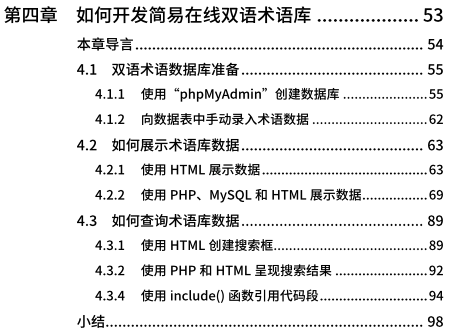 第四章 如何开发简易在线双语术语库 .................... 53
本章导言 .................... 54
4.1 双语术语数据库准备 .................... 55
4.1.1 使用“phpMyAdmin”创建数据库 .................... 55
4.1.2 向数据表中手动录入术语数据 .................... 62
4.2 如何展示术语库数据 .................... 63
4.2.1 使用 HTML 展示数据 .................... 63
4.2.2 使用 PHP、MySQL 和 HTML 展示数据 .................... 69
4.3 如何查询术语库数据 .................... 89
4.3.1 使用 HTML 创建搜索框 .................... 89
4.3.2 使用 PHP 和 HTML 呈现搜索结果 .................... 92
4.3.4 使用 include() 函数引用代码段 .................... 94
小结 .................... 98